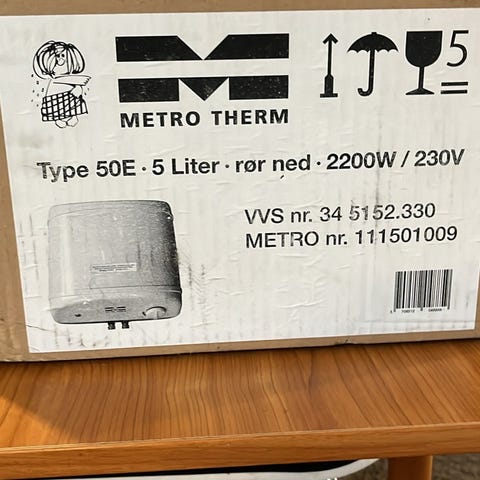 METRO THERM
5
Type 50E · 5 Liter · rør ned · 2200W / 230V
VVS nr. 34 5152.330
METRO nr. 111501009